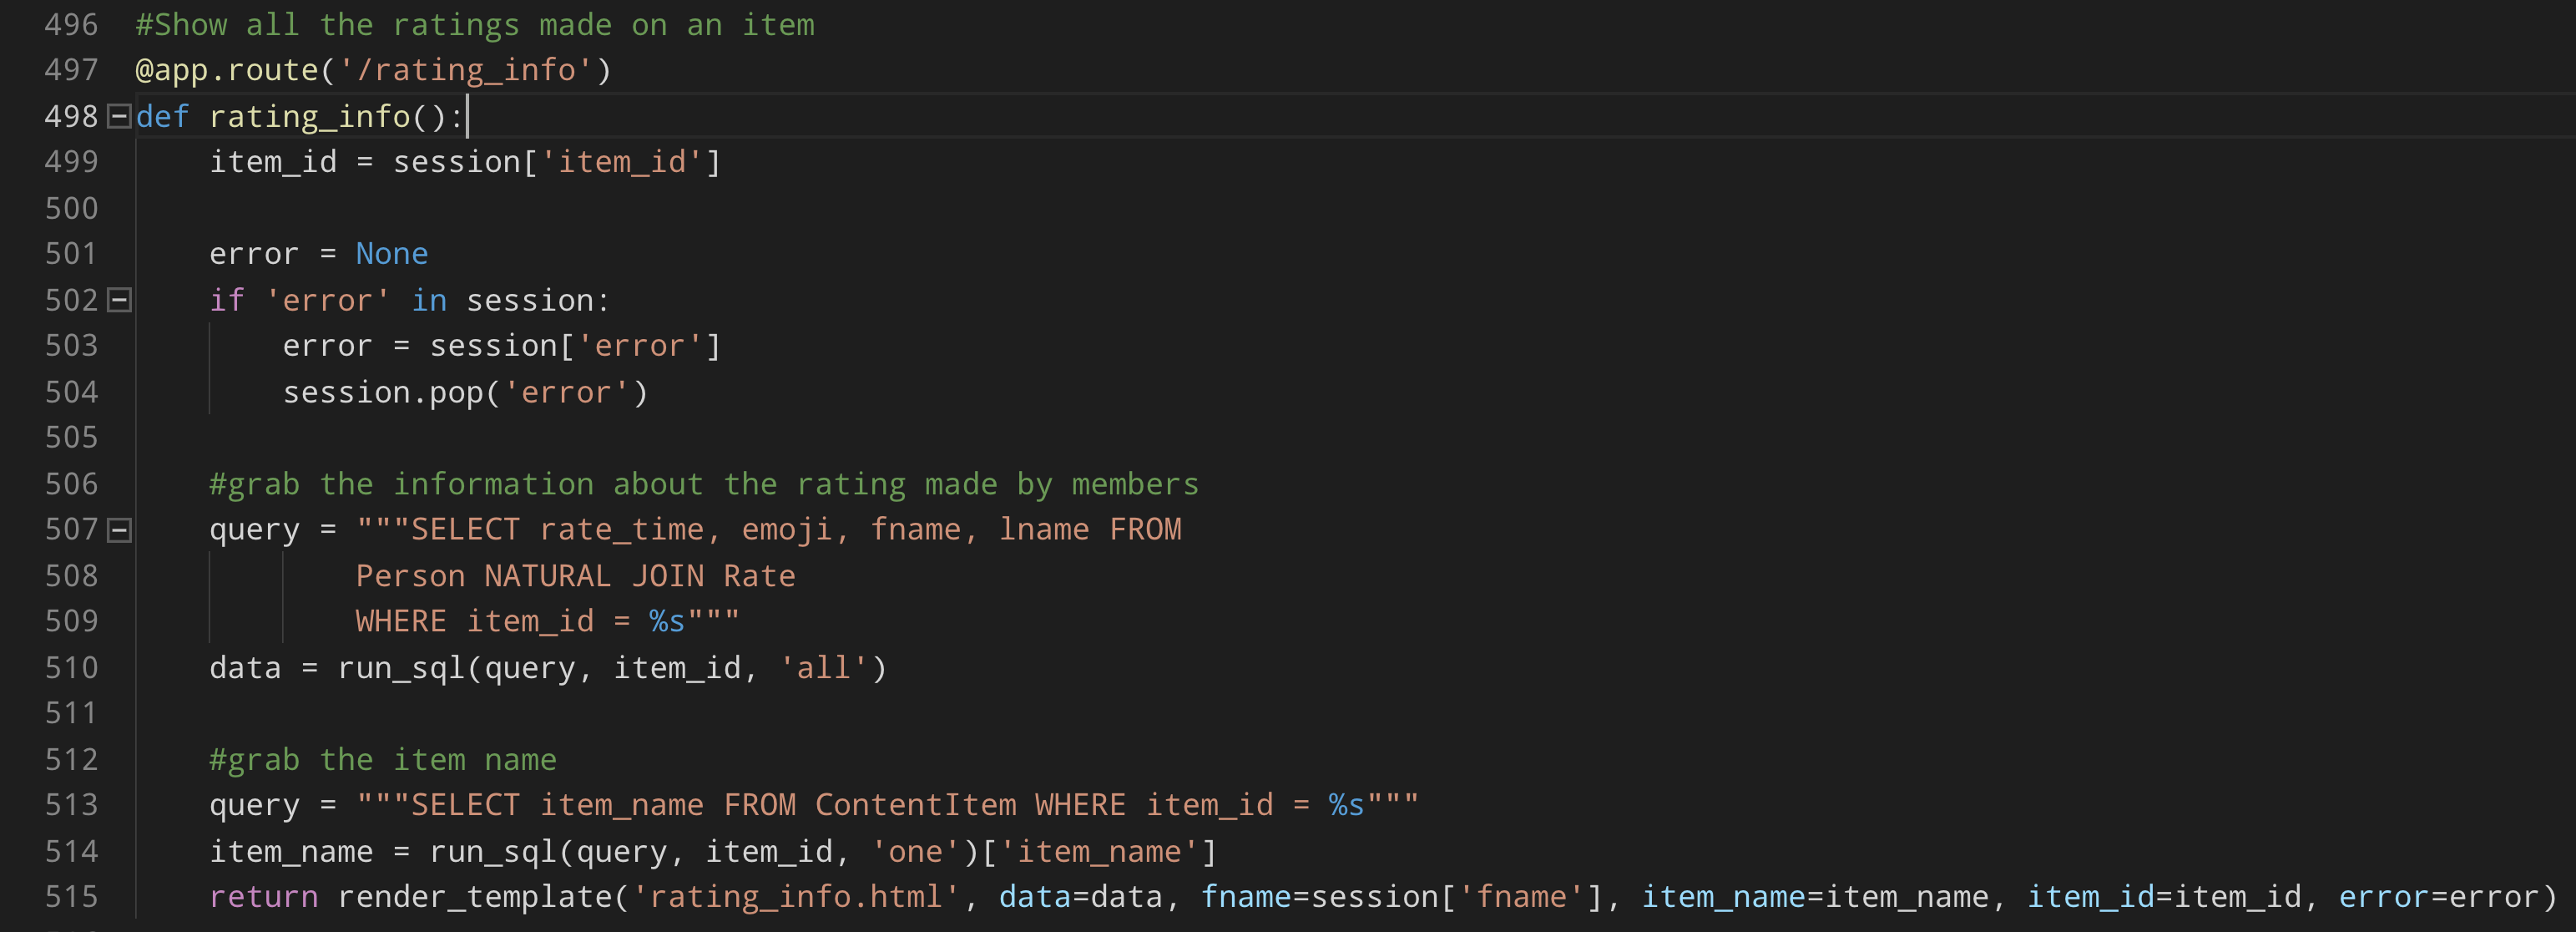 496 #Show all the ratings made on an item
497 @app.route('/rating_info')
498 def rating_info():
499     item_id = session['item_id']
500
501     error = None
502     if 'error' in session:
503         error = session['error']
504         session.pop('error')
505
506     #grab the information about the rating made by members
507     query = """SELECT rate_time, emoji, fname, lname FROM
508             Person NATURAL JOIN Rate
509             WHERE item_id = %s"""
510     data = run_sql(query, item_id, 'all')
511
512     #grab the item name
513     query = """SELECT item_name FROM ContentItem WHERE item_id = %s"""
514     item_name = run_sql(query, item_id, 'one')['item_name']
515     return render_template('rating_info.html', data=data, fname=session['fname'], item_name=item_name, item_id=item_id, error=error)